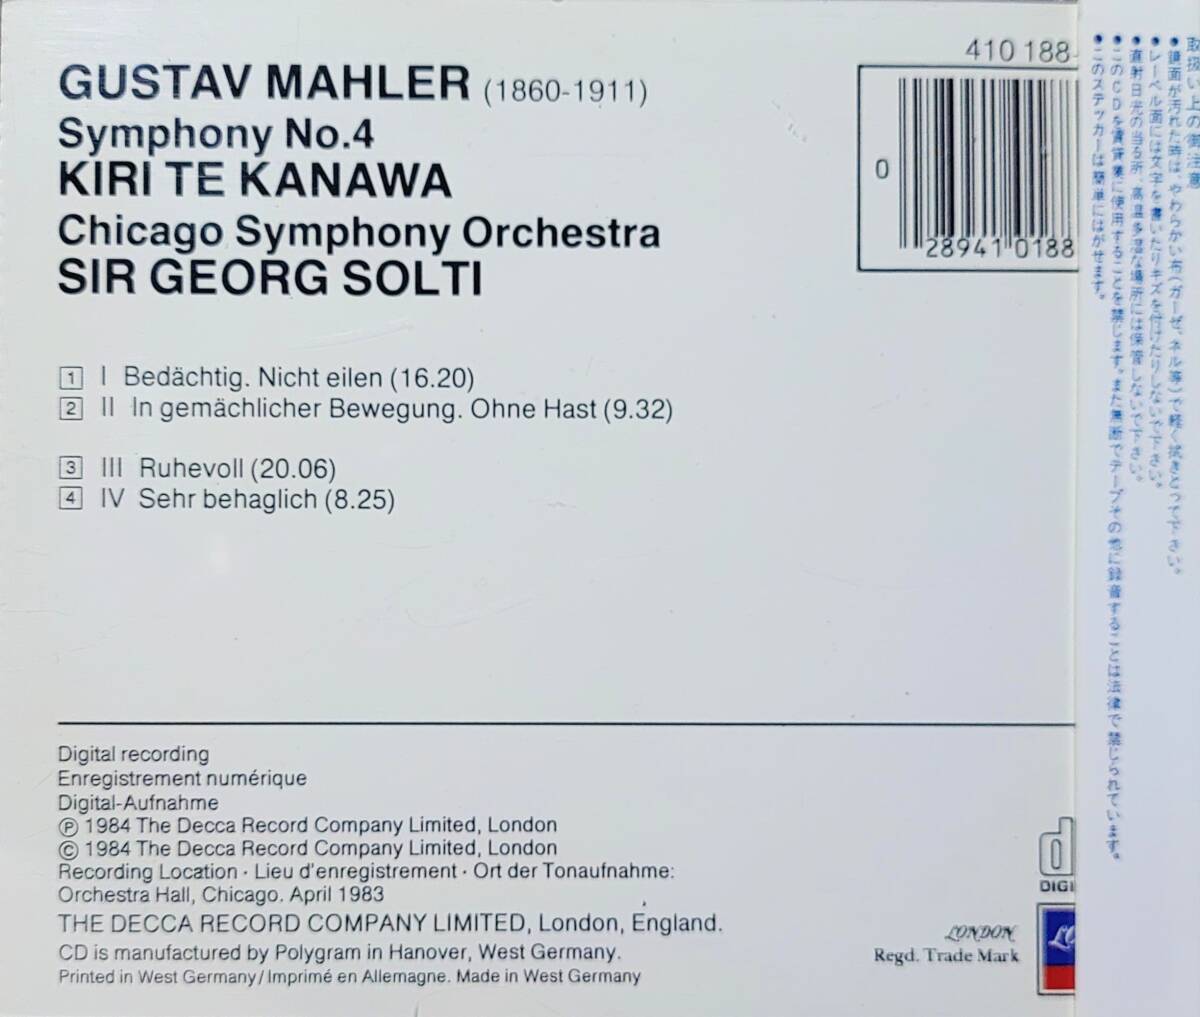 GUSTAV MAHLER (1860-1911)
Symphony No.4
KIRI TE KANAWA
Chicago Symphony Orchestra
SIR GEORG SOLTI
410 188-
0
28941 0188
1 I Bedächtig. Nicht eilen (16.20)
2 II In gemächlicher Bewegung. Ohne Hast (9.32)
3 III Ruhevoll (20.06)
4 IV Sehr behaglich (8.25)
Digital recording
Enregistrement numérique
Digital-Aufnahme
Ⓟ 1984 The Decca Record Company Limited, London
© 1984 The Decca Record Company Limited, London
Recording Location · Lieu d'enregistrement · Ort der Tonaufnahme:
Orchestra Hall, Chicago. April 1983
THE DECCA RECORD COMPANY LIMITED, London, England.
CD is manufactured by Polygram in Hanover, West Germany.
Printed in West Germany/Imprimé en Allemagne. Made in West Germany
d
DIGI
LONDON
Regd. Trade Mark
取扱い上の御注意
●鏡面が汚れた時は、やわらかい布(ガーゼ、ネル等)で軽く拭きとって下さい。
●レーベル面には文字を書いたりキズを付けたりしないで下さい。
●直射日光の当る所、高温多湿な場所には保管しないで下さい。
●このCDを賃貸業に使用することを禁じます。また無断でテープその他に録音することは法律で禁じられています。
●このステッカーは簡単にはがせます。